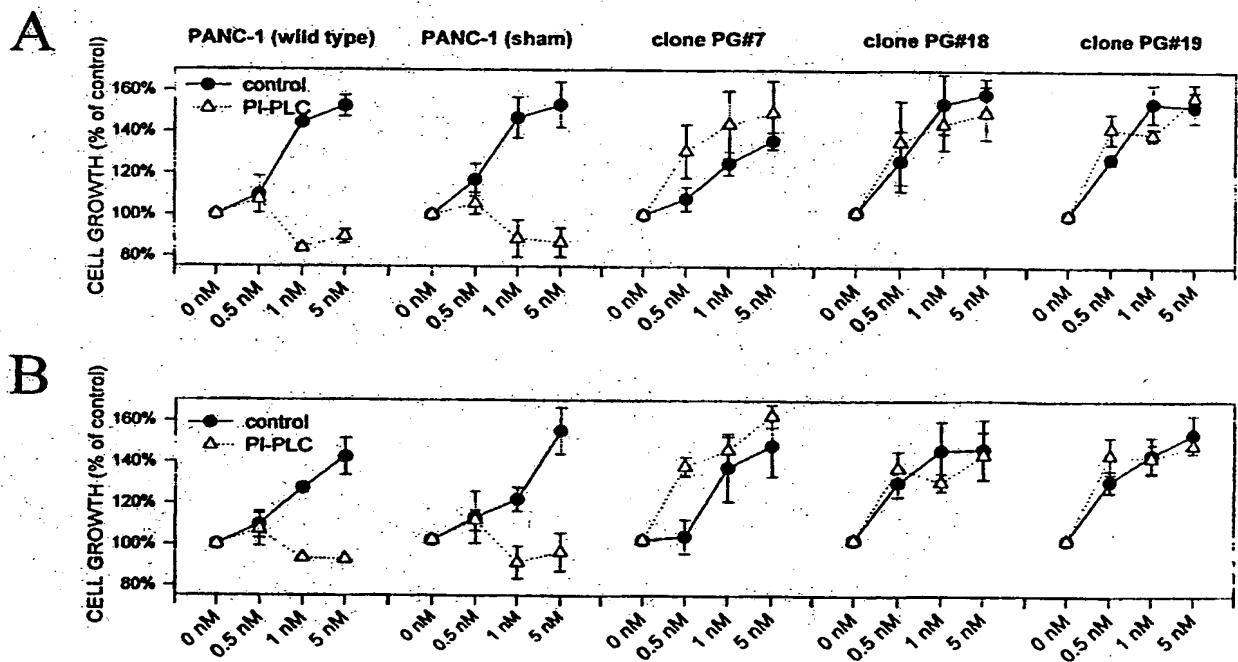 A
PANC-1 (wild type) PANC-1 (sham) clone PG#7 clone PG#18 clone PG#19
CELL GROWTH (% of control)
160%
140%
120%
100%
80%
control
PI-PLC
0 nM 0.5 nM 1 nM 5 nM 0 nM 0.5 nM 1 nM 5 nM 0 nM 0.5 nM 1 nM 5 nM 0 nM 0.5 nM 1 nM 5 nM 0 nM 0.5 nM 1 nM 5 nM
B
CELL GROWTH (% of control)
160%
140%
120%
100%
80%
control
PI-PLC
0 nM 0.5 nM 1 nM 5 nM 0 nM 0.5 nM 1 nM 5 nM 0 nM 0.5 nM 1 nM 5 nM 0 nM 0.5 nM 1 nM 5 nM 0 nM 0.5 nM 1 nM 5 nM